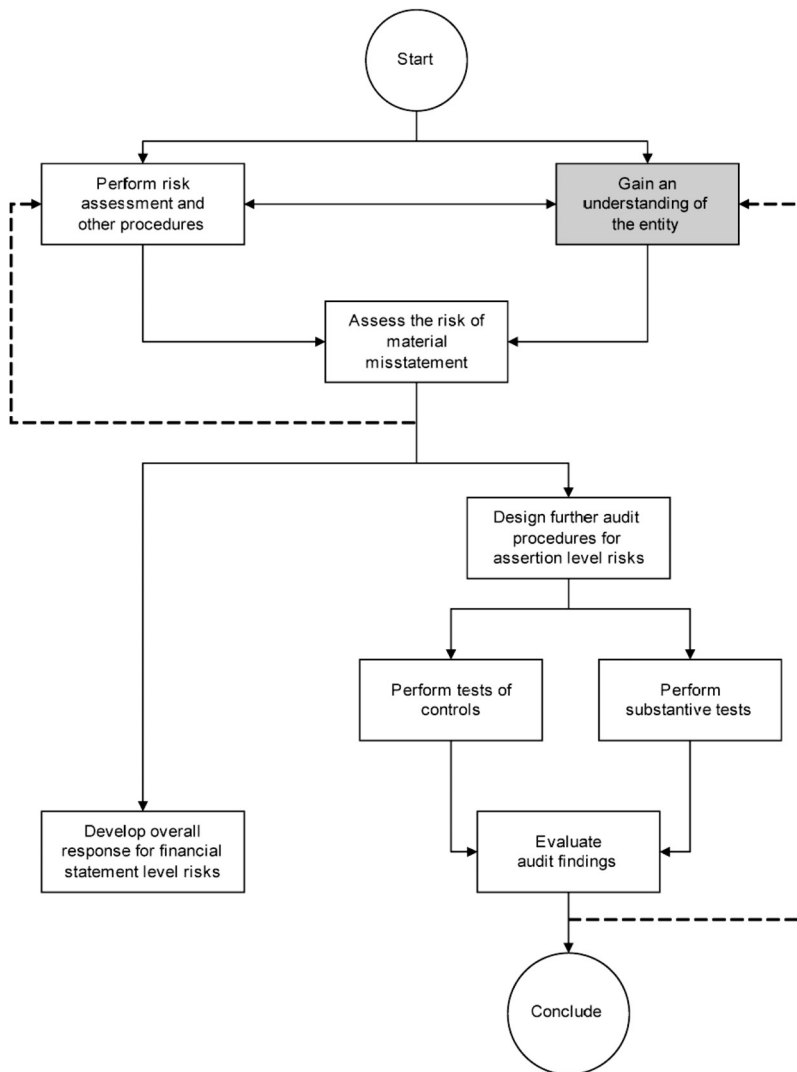 Start
Perform risk
assessment and
other procedures
Gain an
understanding of
the entity
Assess the risk of
material
misstatement
Design further audit
procedures for
assertion level risks
Perform tests of
controls
Perform
substantive tests
Develop overall
response for financial
statement level risks
Evaluate
audit findings
Conclude